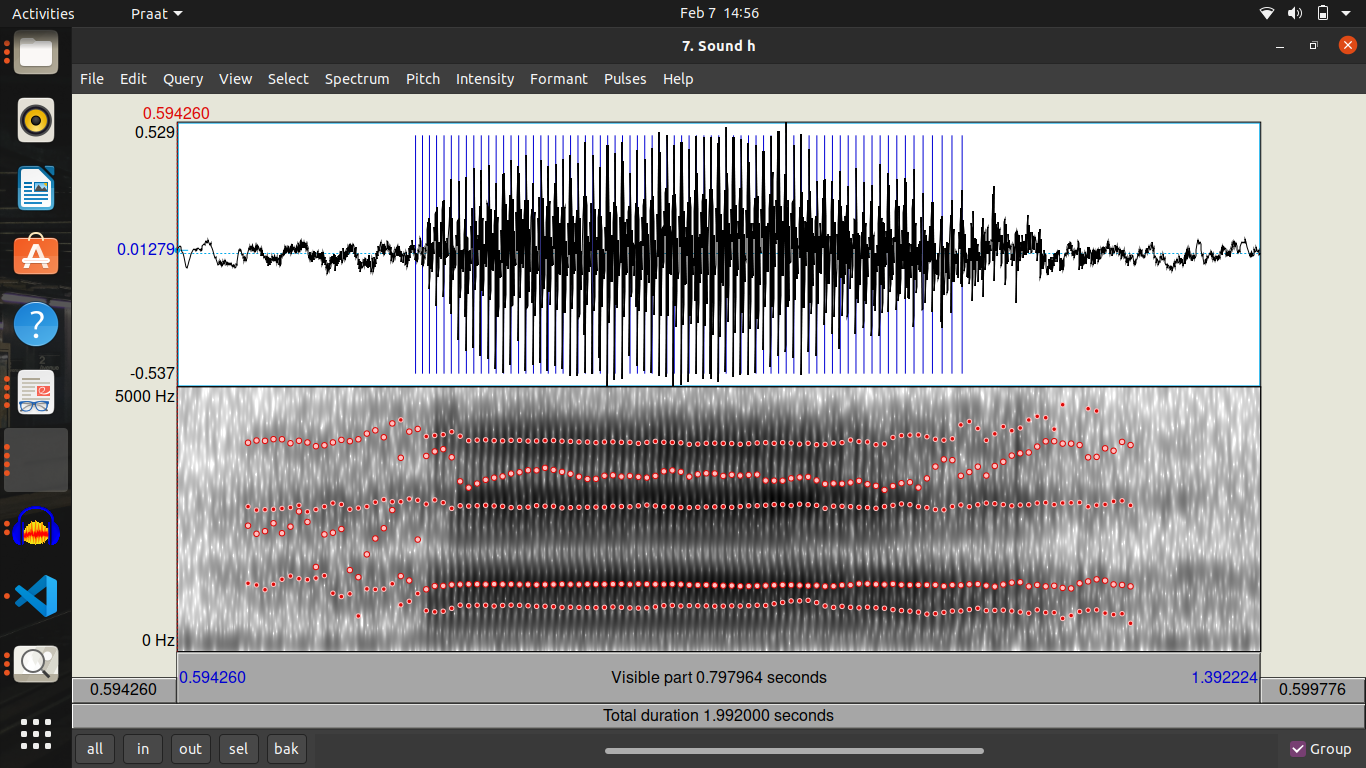 Activities Praat Feb 7 14:56
7. Sound h
File Edit Query View Select Spectrum Pitch Intensity Formant Pulses Help
0.594260
0.529
0.01279
-0.537
5000 Hz
0 Hz
0.594260 Visible part 0.797964 seconds 1.392224
0.594260 0.599776
Total duration 1.992000 seconds
all in out sel bak Group